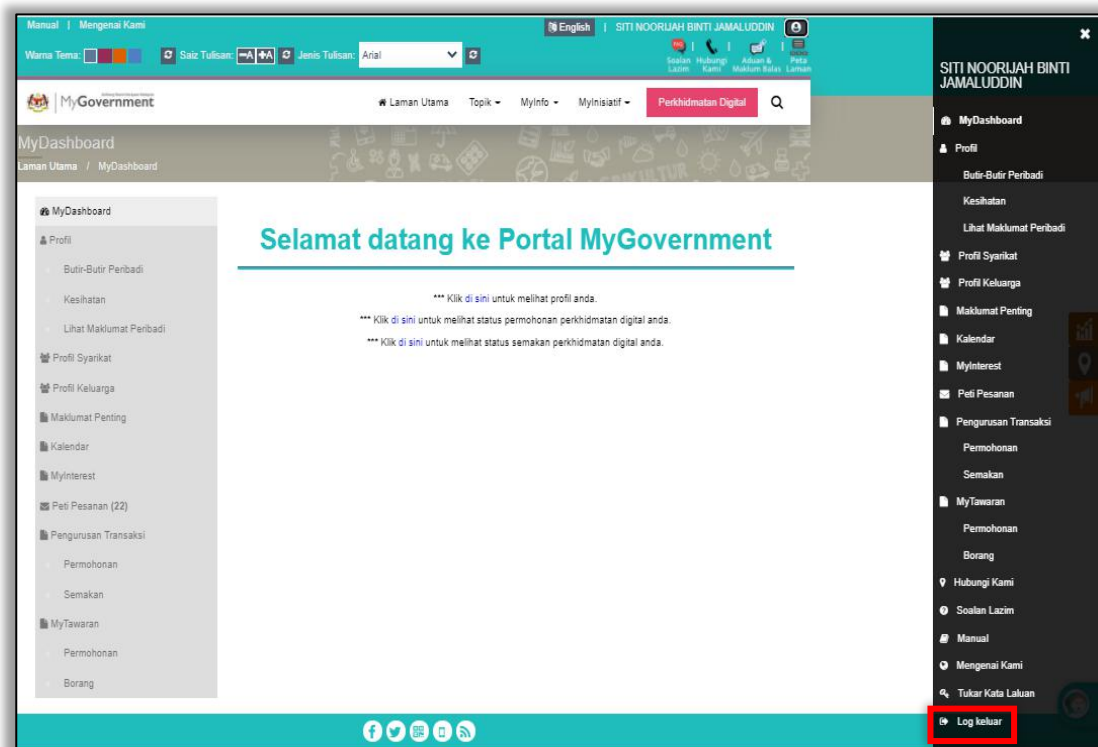 Manual | Mengenai Kami
English | SITI NOORIJAH BINTI JAMALUDDIN
Warna Tema:
Saiz Tulisan: -A +A
Jenis Tulisan: Arial
Soalan Lazim
Hubungi Kami
Aduan & Maklum Balas
Peta Laman
MyGovernment
Laman Utama
Topik
MyInfo
MyInisiatif
Perkhidmatan Digital
MyDashboard
Laman Utama / MyDashboard
MyDashboard
Profil
Butir-Butir Peribadi
Kesihatan
Lihat Maklumat Peribadi
Profil Syarikat
Profil Keluarga
Maklumat Penting
Kalendar
MyInterest
Peti Pesanan (22)
Pengurusan Transaksi
Permohonan
Semakan
MyTawaran
Permohonan
Borang
Selamat datang ke Portal MyGovernment
*** Klik di sini untuk melihat profil anda.
*** Klik di sini untuk melihat status permohonan perkhidmatan digital anda.
*** Klik di sini untuk melihat status semakan perkhidmatan digital anda.
SITI NOORIJAH BINTI
JAMALUDDIN
MyDashboard
Profil
Butir-Butir Peribadi
Kesihatan
Lihat Maklumat Peribadi
Profil Syarikat
Profil Keluarga
Maklumat Penting
Kalendar
MyInterest
Peti Pesanan
Pengurusan Transaksi
Permohonan
Semakan
MyTawaran
Permohonan
Borang
Hubungi Kami
Soalan Lazim
Manual
Mengenai Kami
Tukar Kata Laluan
Log keluar